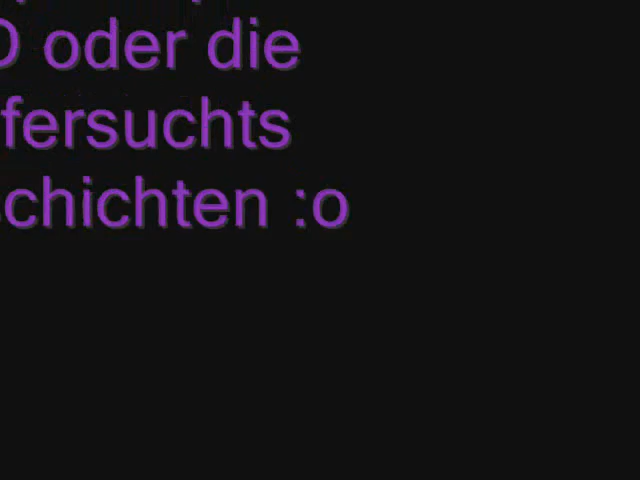 D oder die
fersuchts
chichten :o